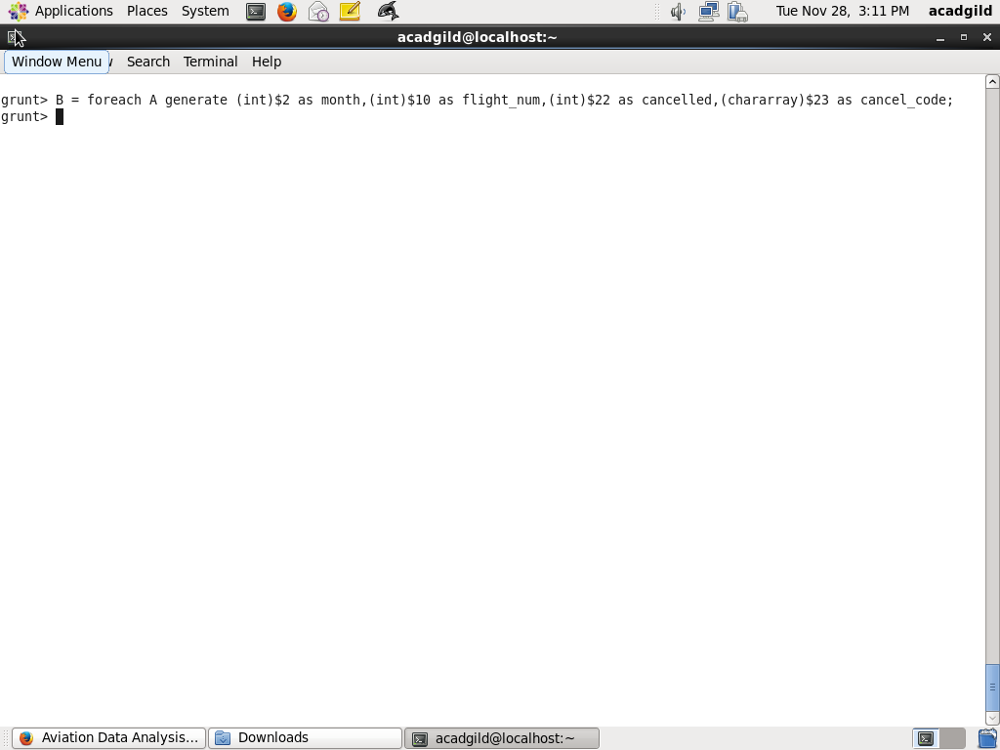 Applications Places System Tue Nov 28, 3:11 PM acadgild
acadgild@localhost:~
Window Menu Search Terminal Help
grunt> B = foreach A generate (int)$2 as month,(int)$10 as flight_num,(int)$22 as cancelled,(chararray)$23 as cancel_code;
grunt>
Aviation Data Analysis... Downloads acadgild@localhost:~